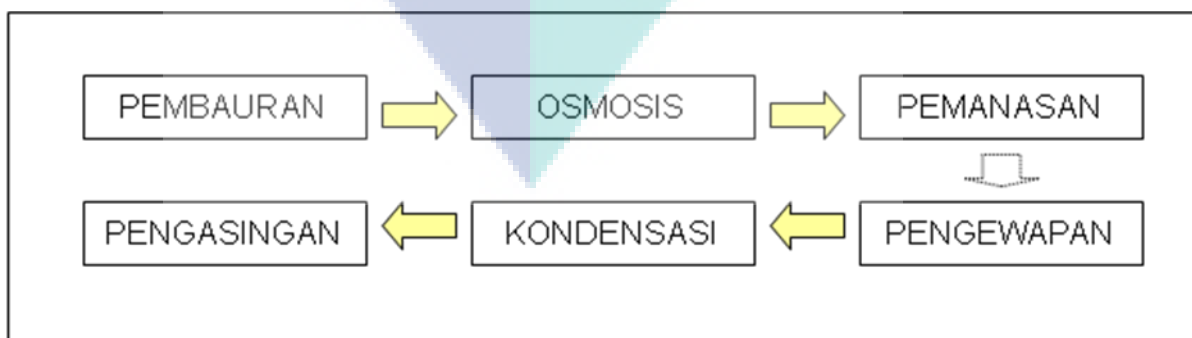 PEMBAURAN
OSMOSIS
PEMANASAN
PENGEWAPAN
KONDENSASI
PENGASINGAN